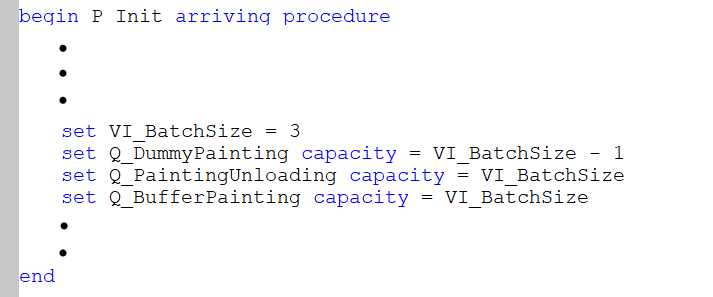 begin P_Init arriving procedure
•
•
•
set VI_BatchSize = 3
set Q_DummyPainting capacity = VI_BatchSize - 1
set Q_PaintingUnloading capacity = VI_BatchSize
set Q_BufferPainting capacity = VI_BatchSize
•
•
end